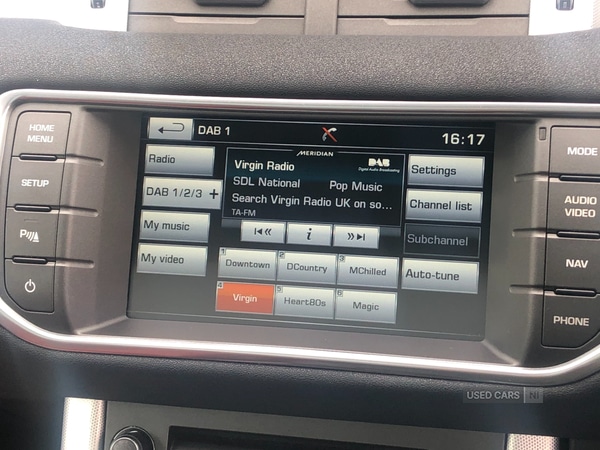 HOME
MENU
SETUP
P
DAB 1
16:17
Radio
DAB 1/2/3 +
My music
My video
MERIDIAN
Virgin Radio
DAB
Digital Audio Broadcasting
SDL National
Pop Music
Search Virgin Radio UK on so...
TA-FM
i
Settings
Channel list
Subchannel
Auto-tune
1 Downtown
2 DCountry
3 MChilled
4 Virgin
5 Heart80s
6 Magic
MODE
AUDIO
VIDEO
NAV
PHONE
USED CARS NI